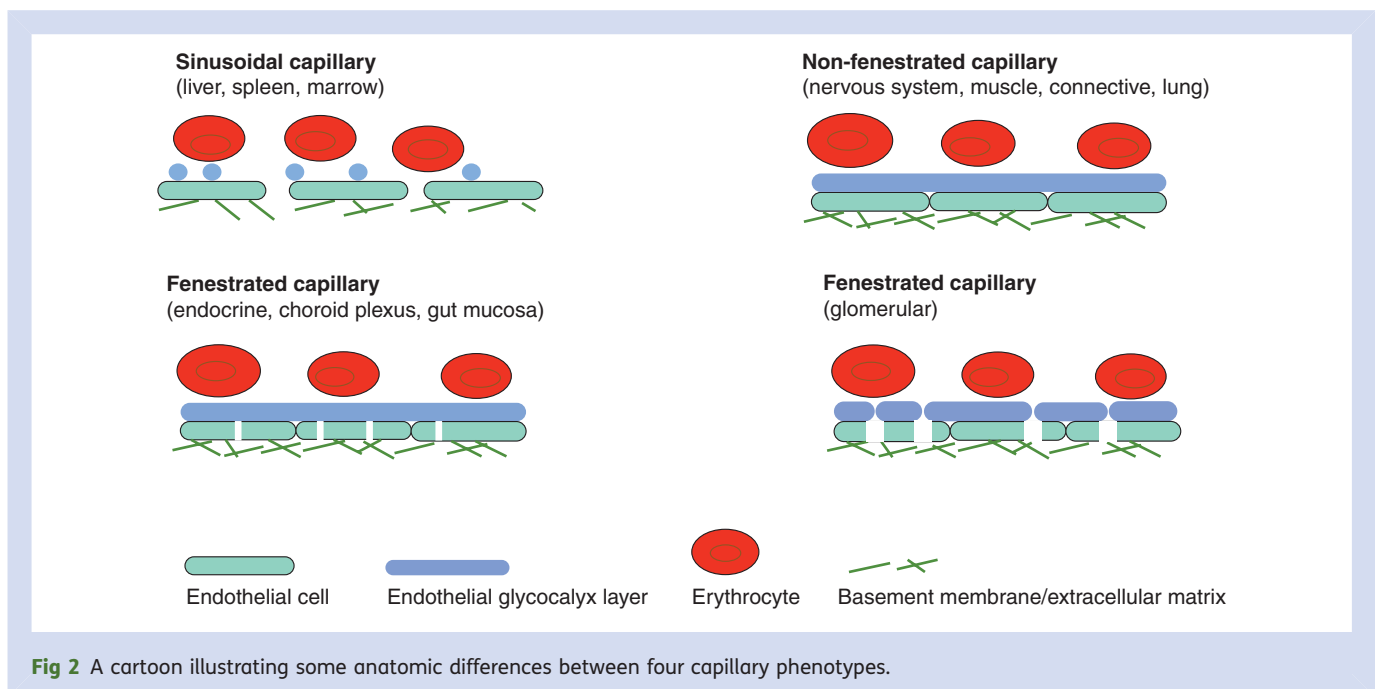 Sinusoidal capillary
(liver, spleen, marrow)
Non-fenestrated capillary
(nervous system, muscle, connective, lung)
Fenestrated capillary
(endocrine, choroid plexus, gut mucosa)
Fenestrated capillary
(glomerular)
Endothelial cell
Endothelial glycocalyx layer
Erythrocyte
Basement membrane/extracellular matrix
Fig 2 A cartoon illustrating some anatomic differences between four capillary phenotypes.